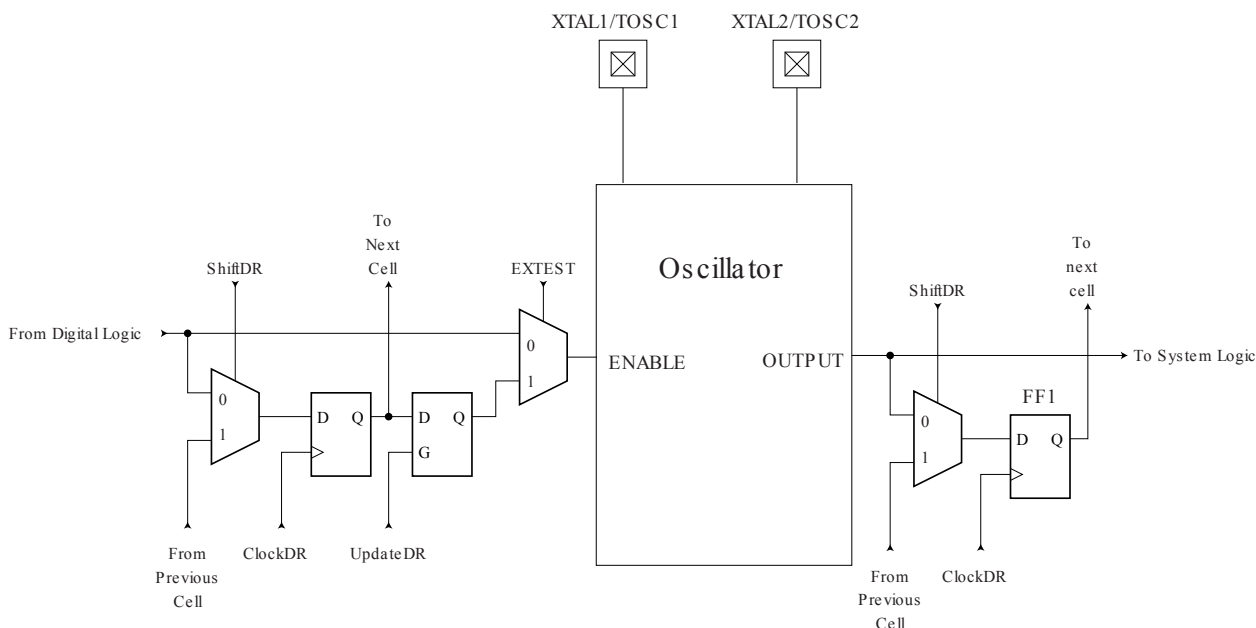 XTAL1/TOSC1
XTAL2/TOSC2
To
Next
Cell
ShiftDR
EXTEST
From Digital Logic
0
1
D Q
D Q
G
0
1
From
Previous
Cell
ClockDR
UpdateDR
Oscillator
ENABLE
OUTPUT
To
next
cell
ShiftDR
To System Logic
FF1
0
1
D Q
From
Previous
Cell
ClockDR